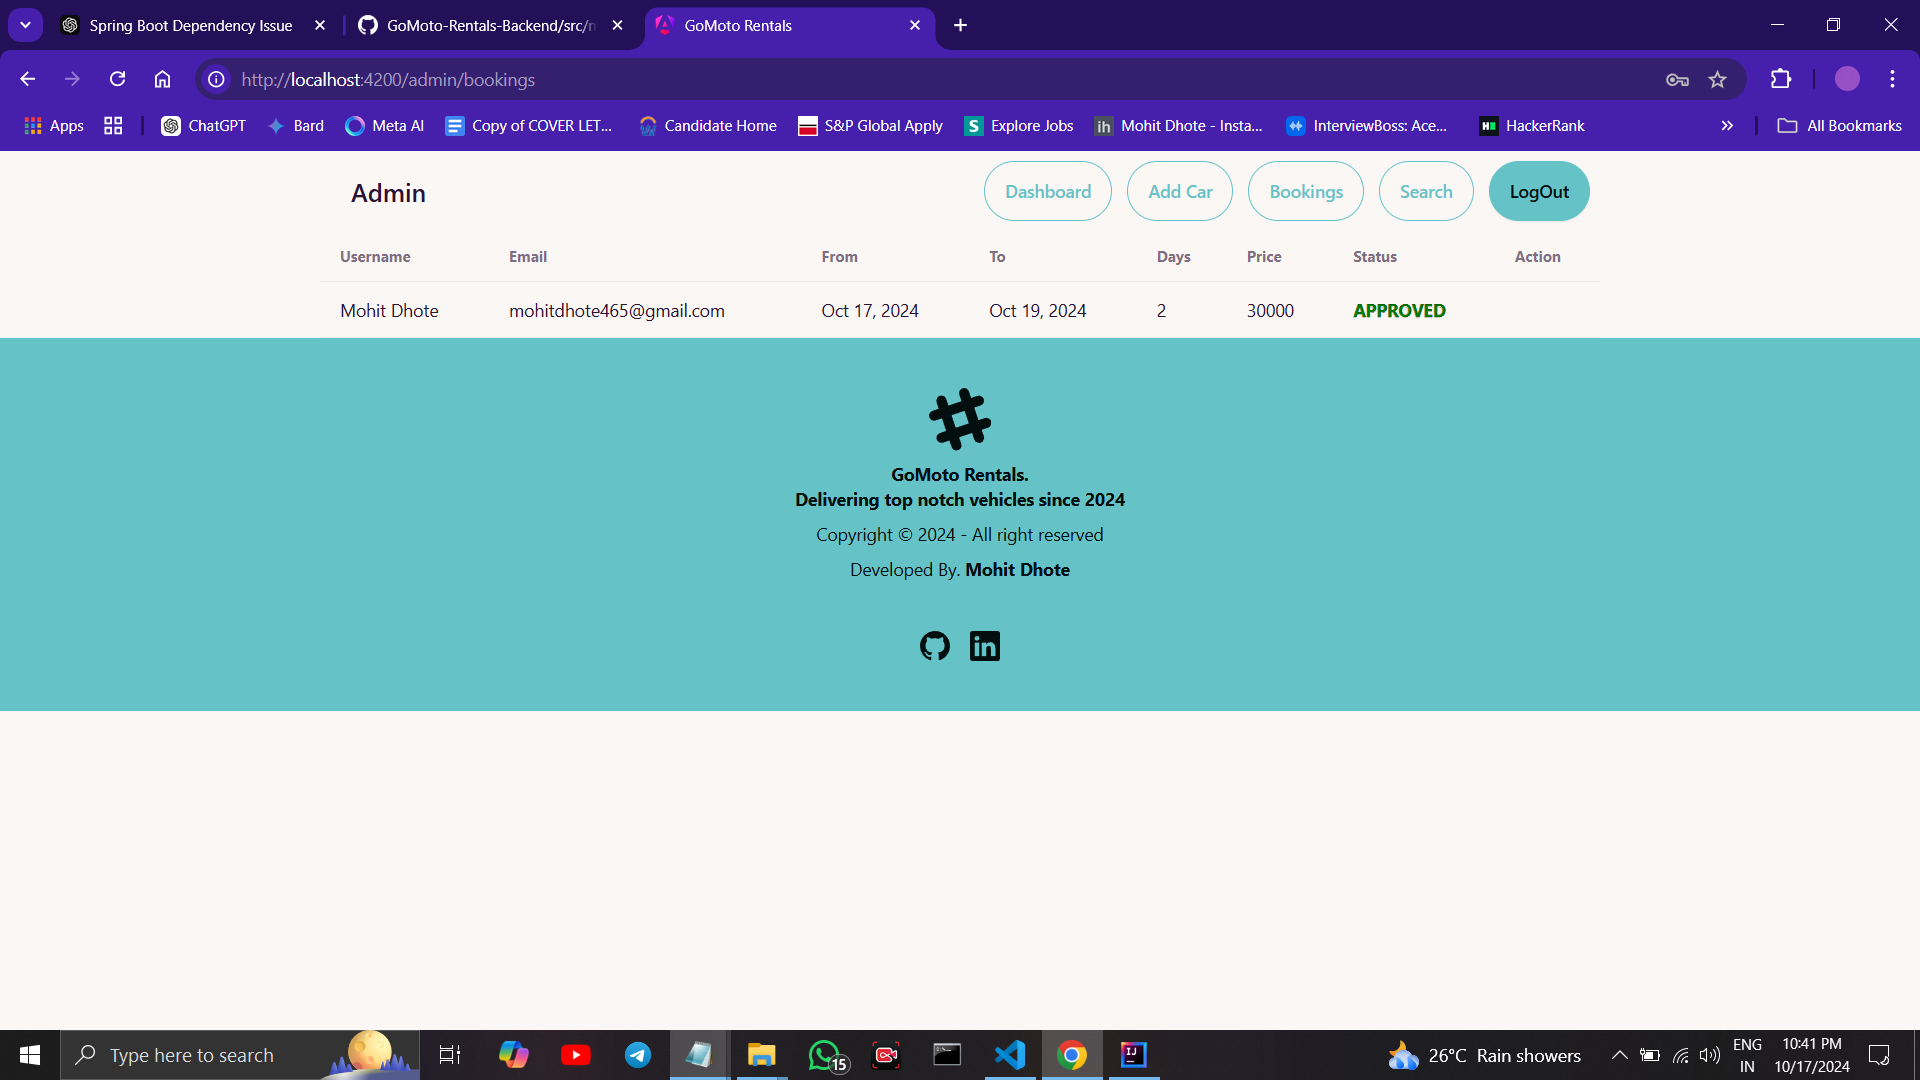 Spring Boot Dependency Issue
GoMoto-Rentals-Backend/src/
GoMoto Rentals
http://localhost:4200/admin/bookings
Apps
ChatGPT
Bard
Meta AI
Copy of COVER LET...
Candidate Home
S&P Global Apply
Explore Jobs
ih
Mohit Dhote - Insta...
InterviewBoss: Ace...
HackerRank
All Bookmarks
Admin
Dashboard
Add Car
Bookings
Search
LogOut
Username Email From To Days Price Status Action
Mohit Dhote mohitdhote465@gmail.com Oct 17, 2024 Oct 19, 2024 2 30000 APPROVED
GoMoto Rentals.
Delivering top notch vehicles since 2024
Copyright © 2024 - All right reserved
Developed By. Mohit Dhote
in
Type here to search
15
IJ
26°C Rain showers
ENG
IN
10:41 PM
10/17/2024